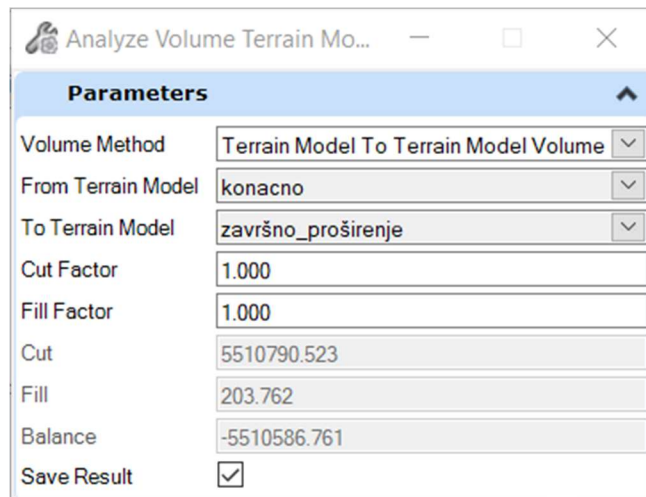 Analyze Volume Terrain Mo...
Parameters
Volume Method Terrain Model To Terrain Model Volume
From Terrain Model konacno
To Terrain Model završno_proširenje
Cut Factor 1.000
Fill Factor 1.000
Cut 5510790.523
Fill 203.762
Balance -5510586.761
Save Result